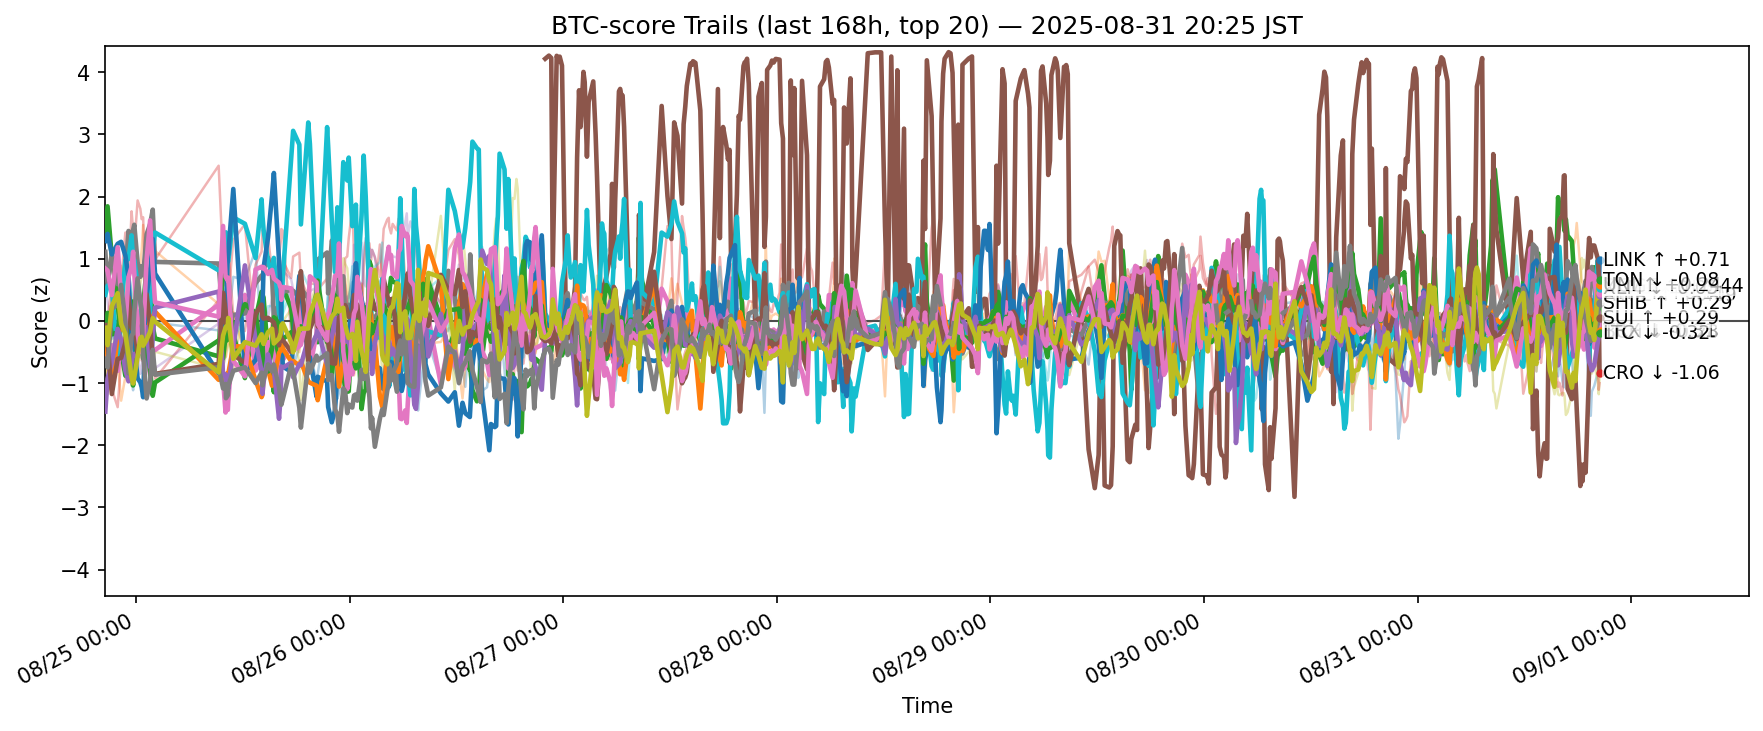 BTC-score Trails (last 168h, top 20) — 2025-08-31 20:25 JST
Score (z)
4
3
2
1
0
−1
−2
−3
−4
LINK ↑ +0.71
TON ↓ -0.08
SHIB ↑ +0.29
SUI ↑ +0.29
LTC ↓ -0.32
CRO ↓ -1.06
08/25 00:00
08/26 00:00
08/27 00:00
08/28 00:00
08/29 00:00
08/30 00:00
08/31 00:00
09/01 00:00
Time